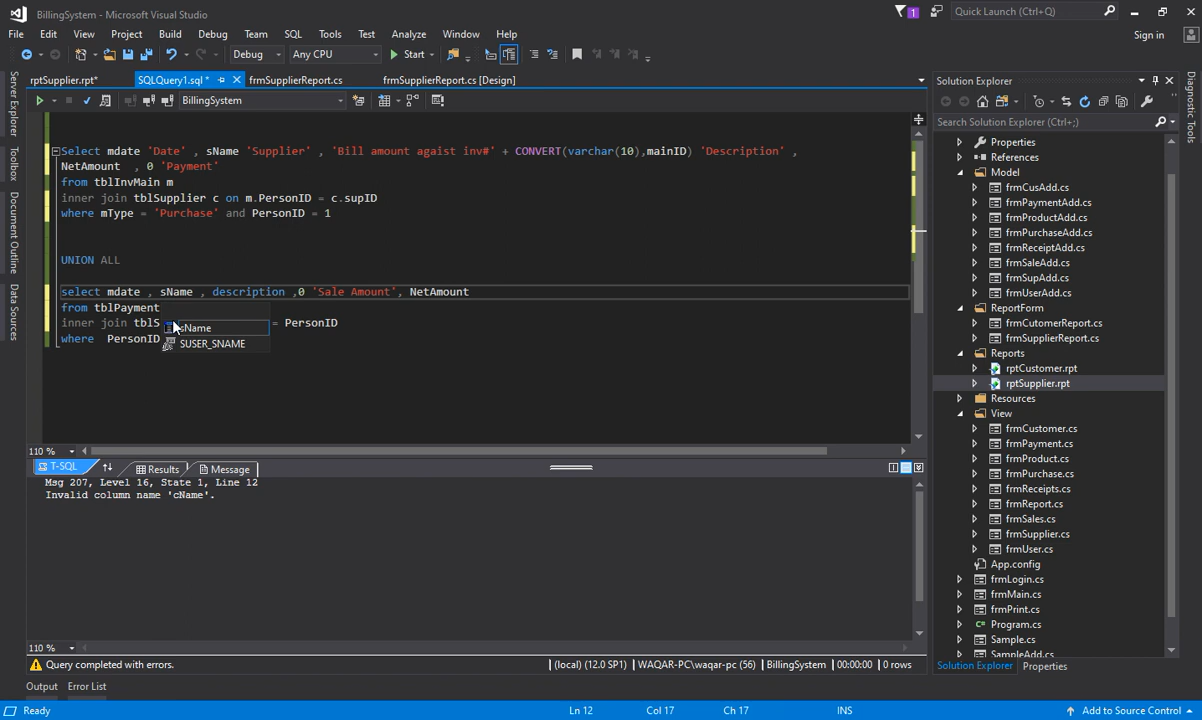 BillingSystem - Microsoft Visual Studio
1
Quick Launch (Ctrl+Q)
File Edit View Project Build Debug Team SQL Tools Test Analyze Window Help
Sign in
Debug Any CPU Start
rptSupplier.rpt* SQLQuery1.sql * frmSupplierReport.cs frmSupplierReport.cs [Design]
BillingSystem
Server Explorer
Toolbox
Document Outline
Data Sources
Select mdate 'Date' , sName 'Supplier' , 'Bill amount agaist inv#' + CONVERT(varchar(10),mainID) 'Description' ,
NetAmount , 0 'Payment'
from tblInvMain m
inner join tblSupplier c on m.PersonID = c.supID
where mType = 'Purchase' and PersonID = 1
UNION ALL
select mdate , sName , description ,0 'Sale Amount', NetAmount
from tblPayment
inner join tblS = PersonID
where PersonID
sName
SUSER_SNAME
110 %
T-SQL Results Message
Msg 207, Level 16, State 1, Line 12
Invalid column name 'cName'.
110 %
Query completed with errors. (local) (12.0 SP1) WAQAR-PC\waqar-pc (56) BillingSystem 00:00:00 0 rows
Output Error List
Ready Ln 12 Col 17 Ch 17 INS Add to Source Control
Solution Explorer
Search Solution Explorer (Ctrl+;)
Properties
References
Model
frmCusAdd.cs
frmPaymentAdd.cs
frmProductAdd.cs
frmPurchaseAdd.cs
frmReceiptAdd.cs
frmSaleAdd.cs
frmSupAdd.cs
frmUserAdd.cs
ReportForm
frmCutomerReport.cs
frmSupplierReport.cs
Reports
rptCustomer.rpt
rptSupplier.rpt
Resources
View
frmCustomer.cs
frmPayment.cs
frmProduct.cs
frmPurchase.cs
frmReceipts.cs
frmReport.cs
frmSales.cs
frmSupplier.cs
frmUser.cs
App.config
frmLogin.cs
frmMain.cs
frmPrint.cs
C# Program.cs
Sample.cs
SampleAdd.cs
Solution Explorer Properties
Diagnostic Tools